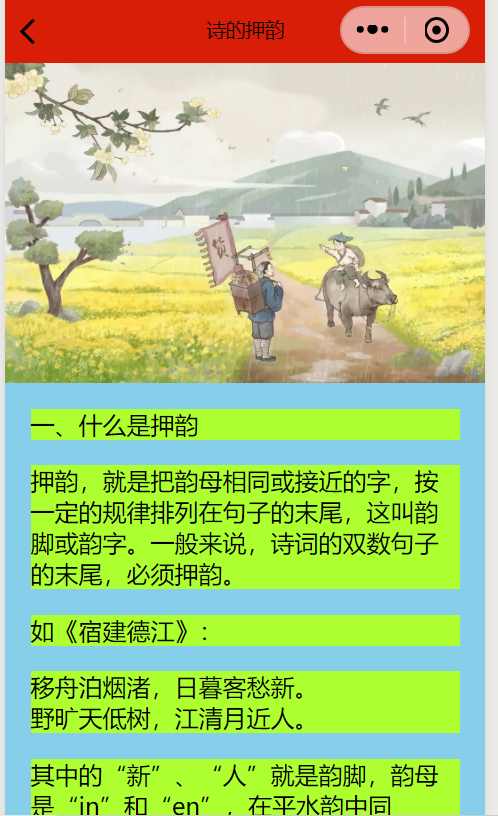 诗的押韵
一、什么是押韵
押韵，就是把韵母相同或接近的字，按
一定的规律排列在句子的末尾，这叫韵
脚或韵字。一般来说，诗词的双数句子
的末尾，必须押韵。
如《宿建德江》：
移舟泊烟渚，日暮客愁新。
野旷天低树，江清月近人。
其中的“新”、“人”就是韵脚，韵母
是“in”和“en”，在平水韵中同